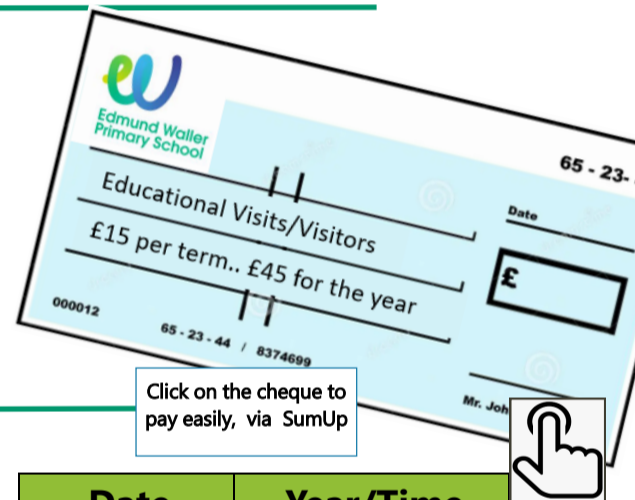 Edmund Waller
Primary School
65 - 23-
Educational Visits/Visitors
Date
£15 per term.. £45 for the year
£
000012
65 - 23 - 44 / 8374699
Mr. Joh
Click on the cheque to
pay easily, via SumUp
Date Year/Time